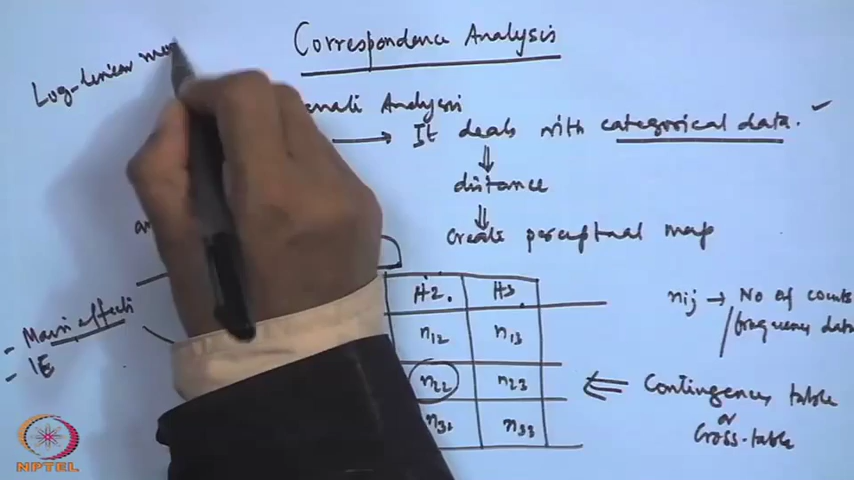 Correspondence Analysis
Log-linear
Analysis
It deals with categorical data.
distance
Create perceptual map
- Main effects
- IE
H2. H3
nij → No of counts
/frequency data
n12 n13
n22 n23
Contingency table
or
Cross-table
n33
NPTEL